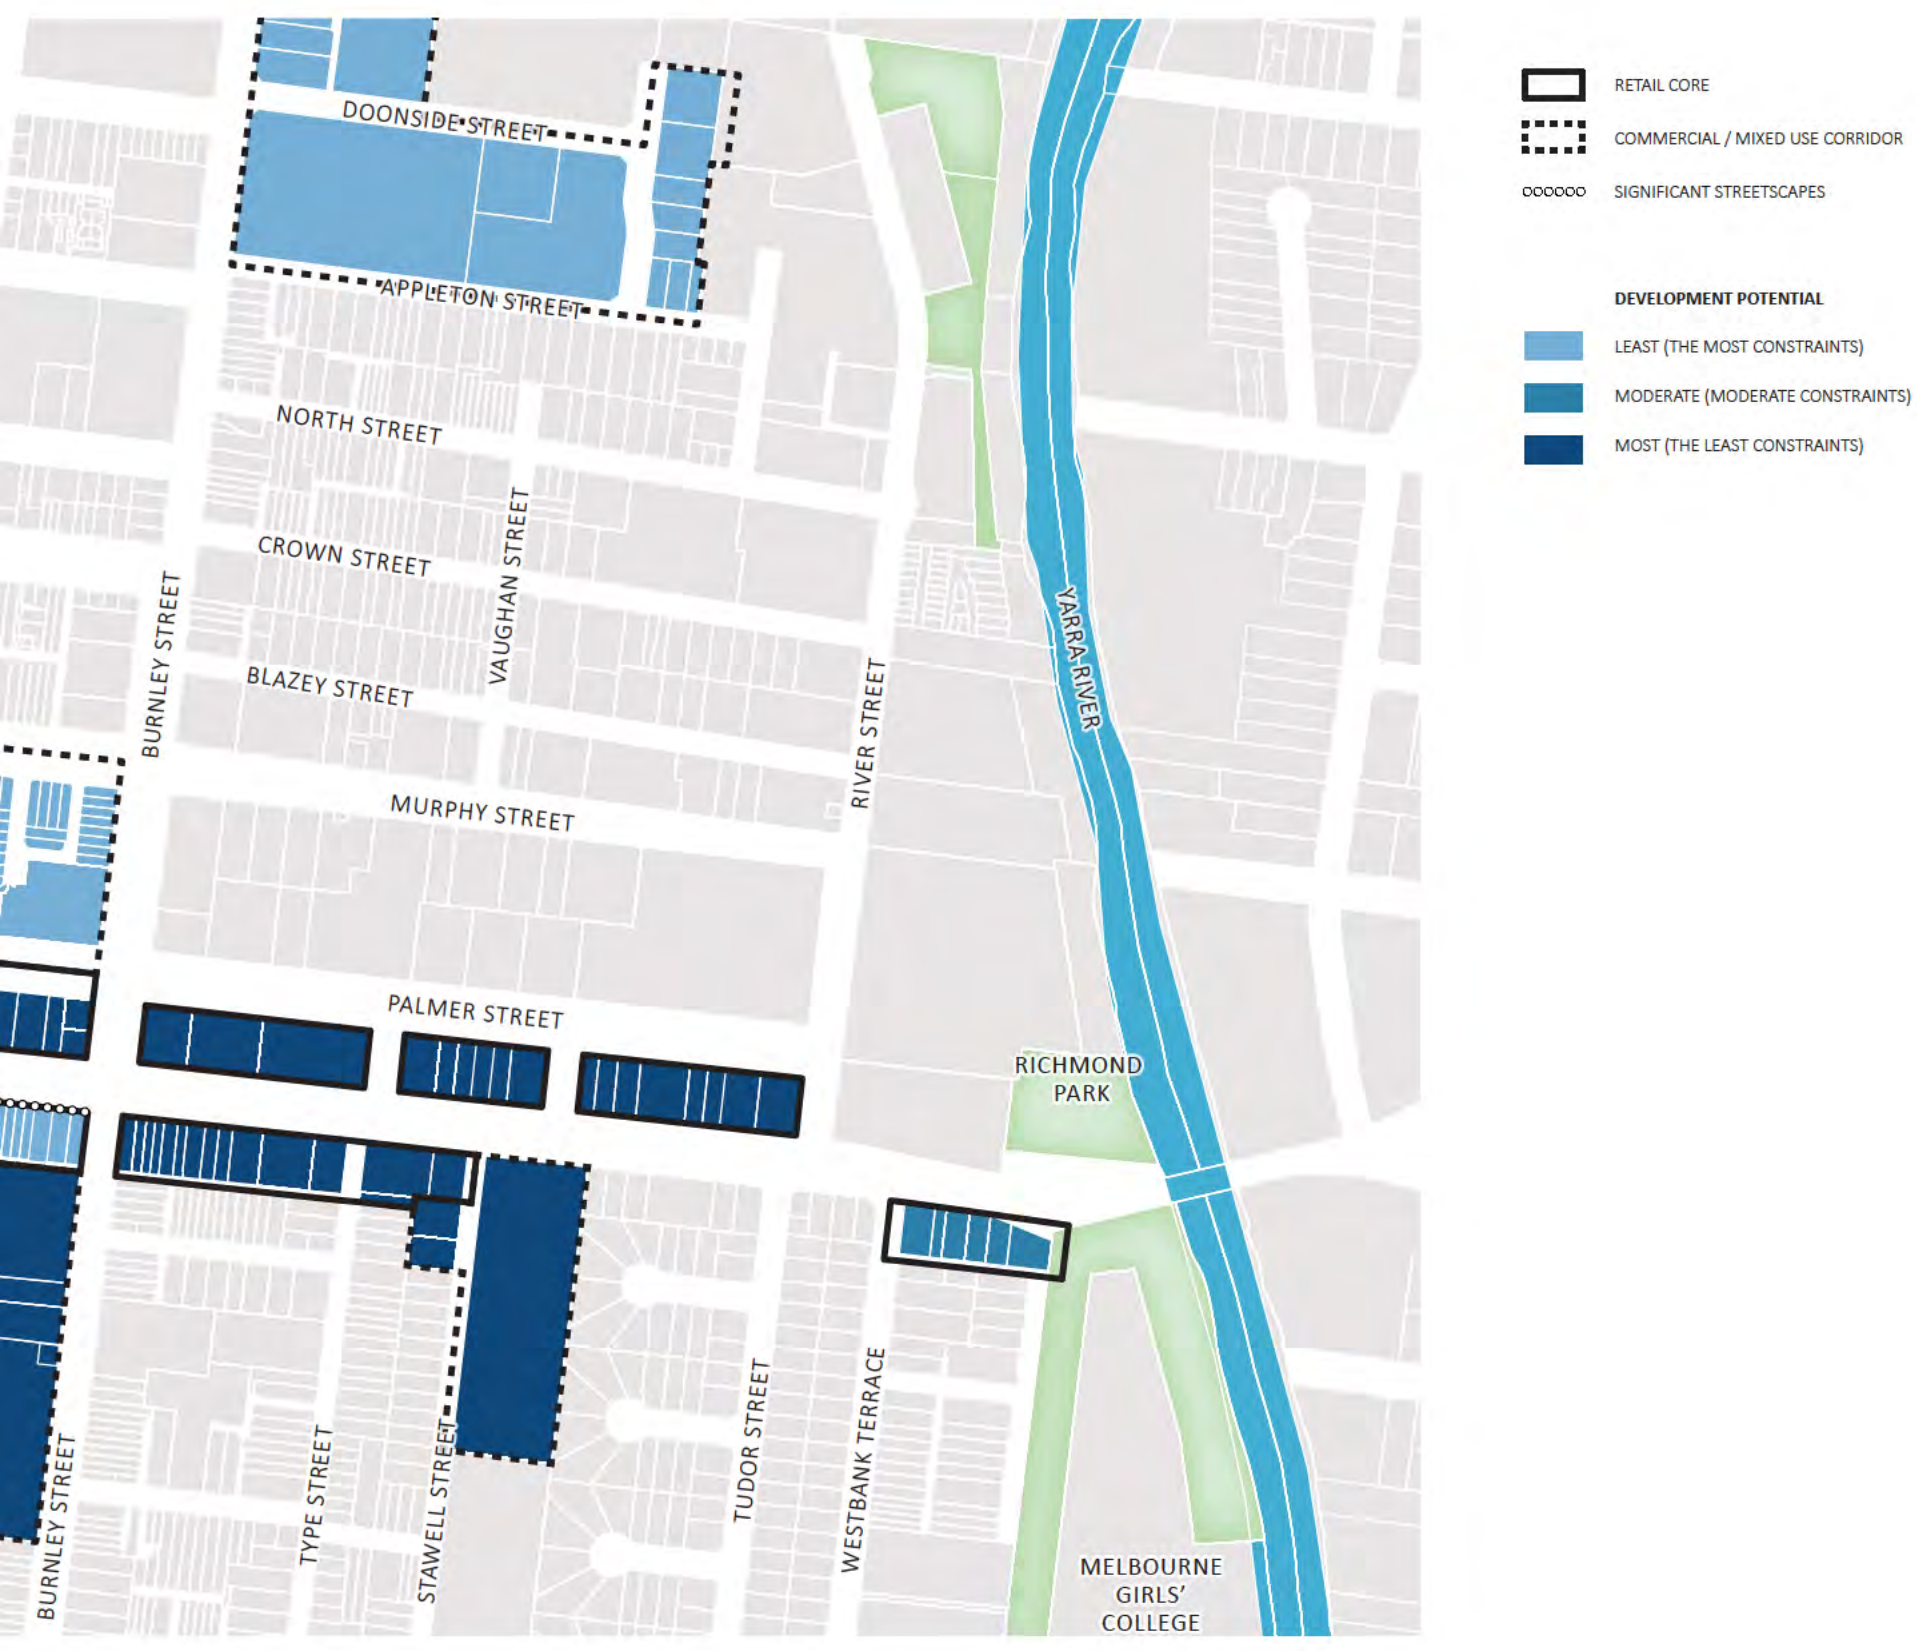 DOONSIDE STREET
APPLETON STREET
NORTH STREET
CROWN STREET
VAUGHAN STREET
BURNLEY STREET
BLAZEY STREET
RIVER STREET
YARRA RIVER
MURPHY STREET
PALMER STREET
RICHMOND
PARK
BURNLEY STREET
TYPE STREET
STAWELL STREET
TUDOR STREET
WESTBANK TERRACE
MELBOURNE
GIRLS'
COLLEGE
RETAIL CORE
COMMERCIAL / MIXED USE CORRIDOR
SIGNIFICANT STREETSCAPES
DEVELOPMENT POTENTIAL
LEAST (THE MOST CONSTRAINTS)
MODERATE (MODERATE CONSTRAINTS)
MOST (THE LEAST CONSTRAINTS)